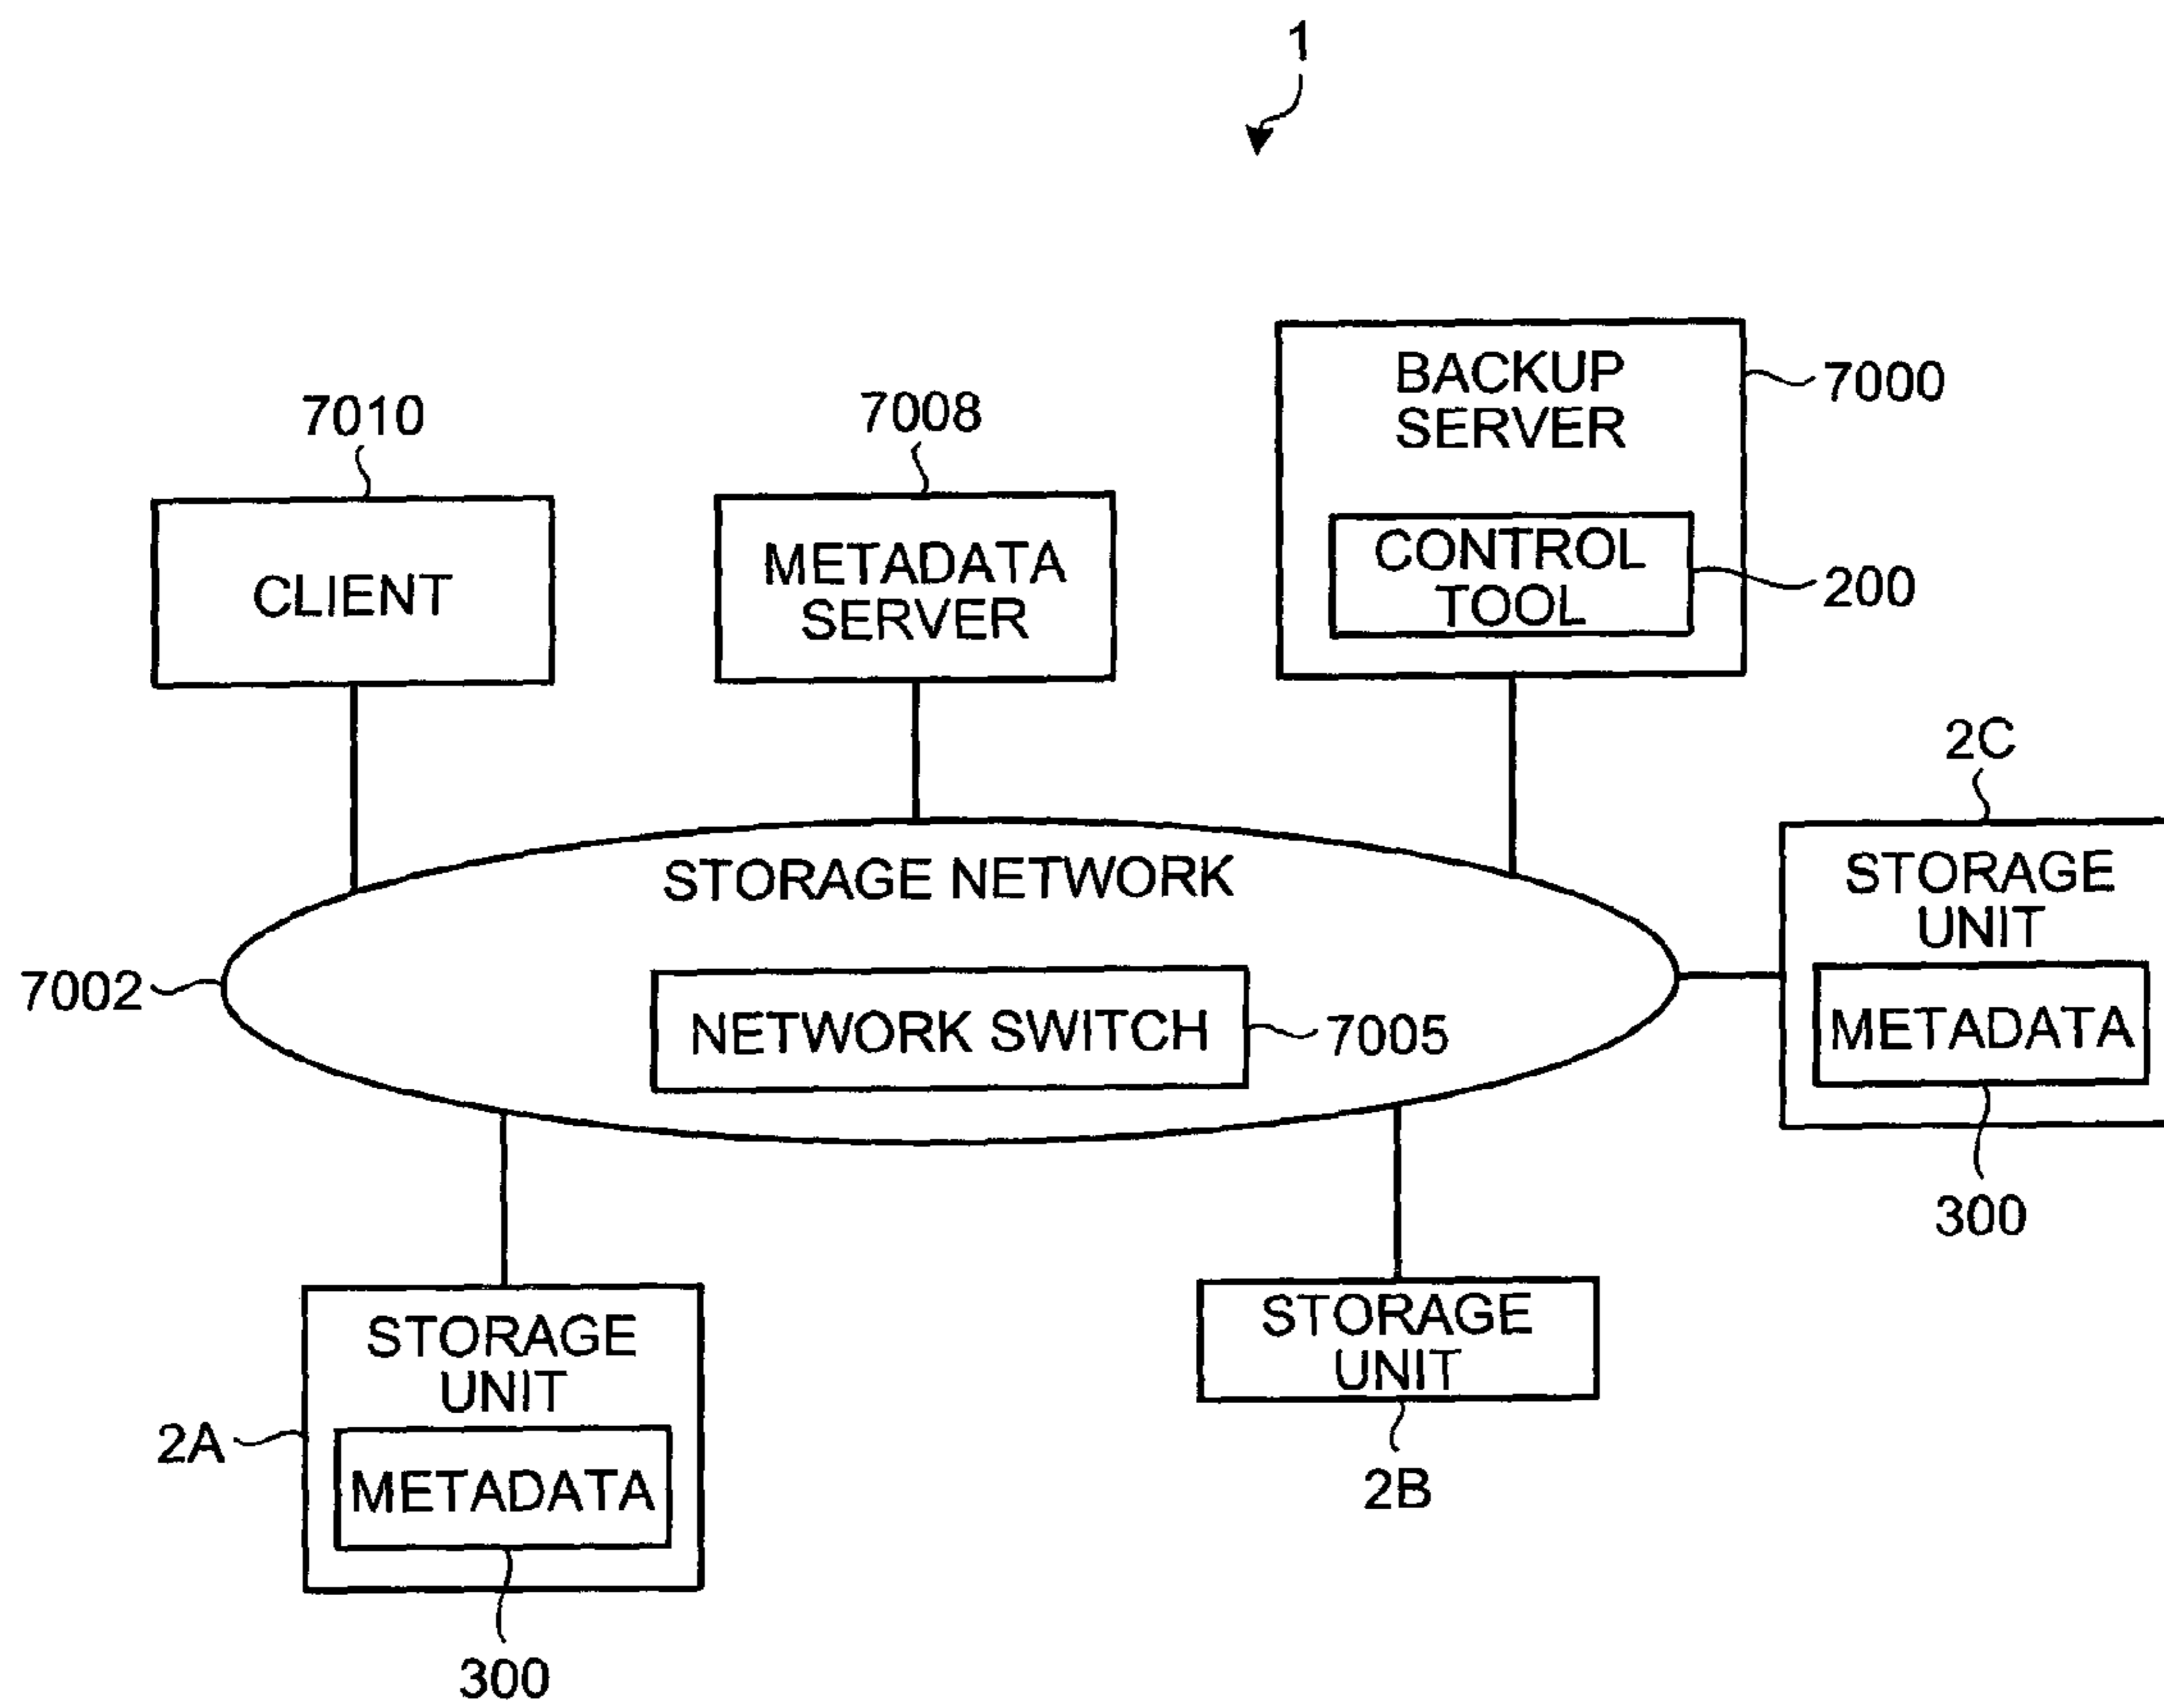 1
BACKUP
SERVER
7000
7010
7008
CLIENT
METADATA
SERVER
CONTROL
TOOL
200
2C
STORAGE NETWORK
STORAGE
UNIT
7002
NETWORK SWITCH
7005
METADATA
300
STORAGE
UNIT
2A
METADATA
300
STORAGE
UNIT
2B